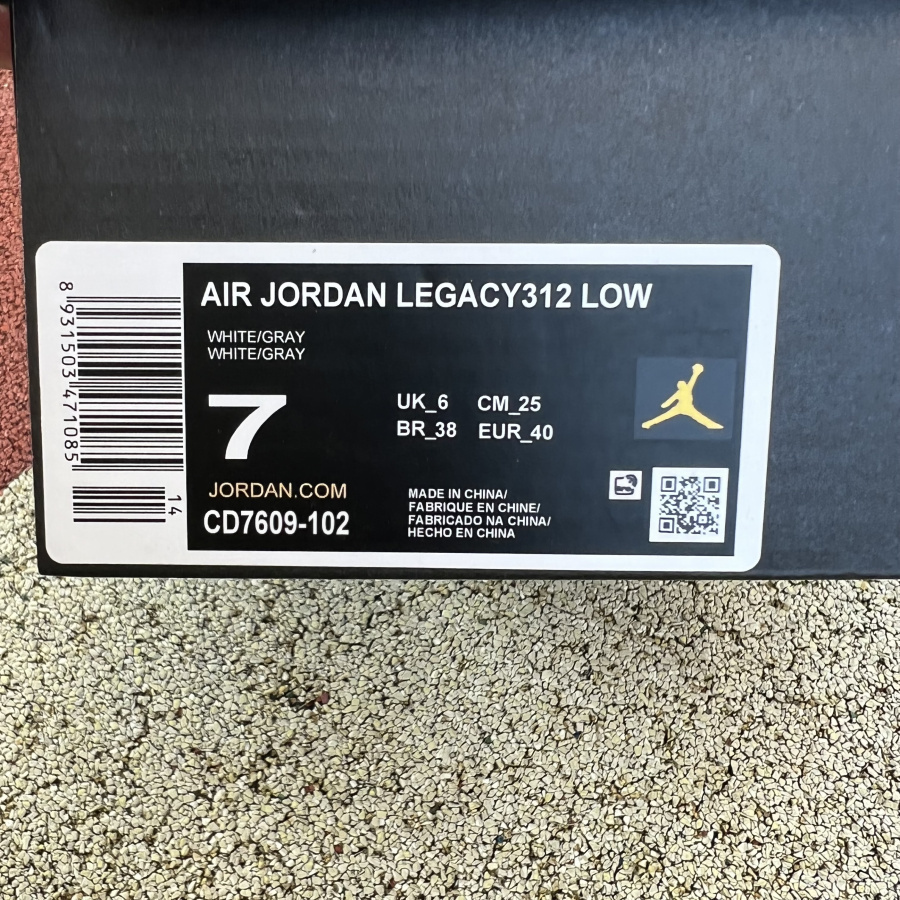 AIR JORDAN LEGACY312 LOW
WHITE/GRAY
WHITE/GRAY
7
UK_6 CM_25
BR_38 EUR_40
JORDAN.COM
CD7609-102
MADE IN CHINA/
FABRIQUE EN CHINE/
FABRICADO NA CHINA/
HECHO EN CHINA
8 931503 471085
14